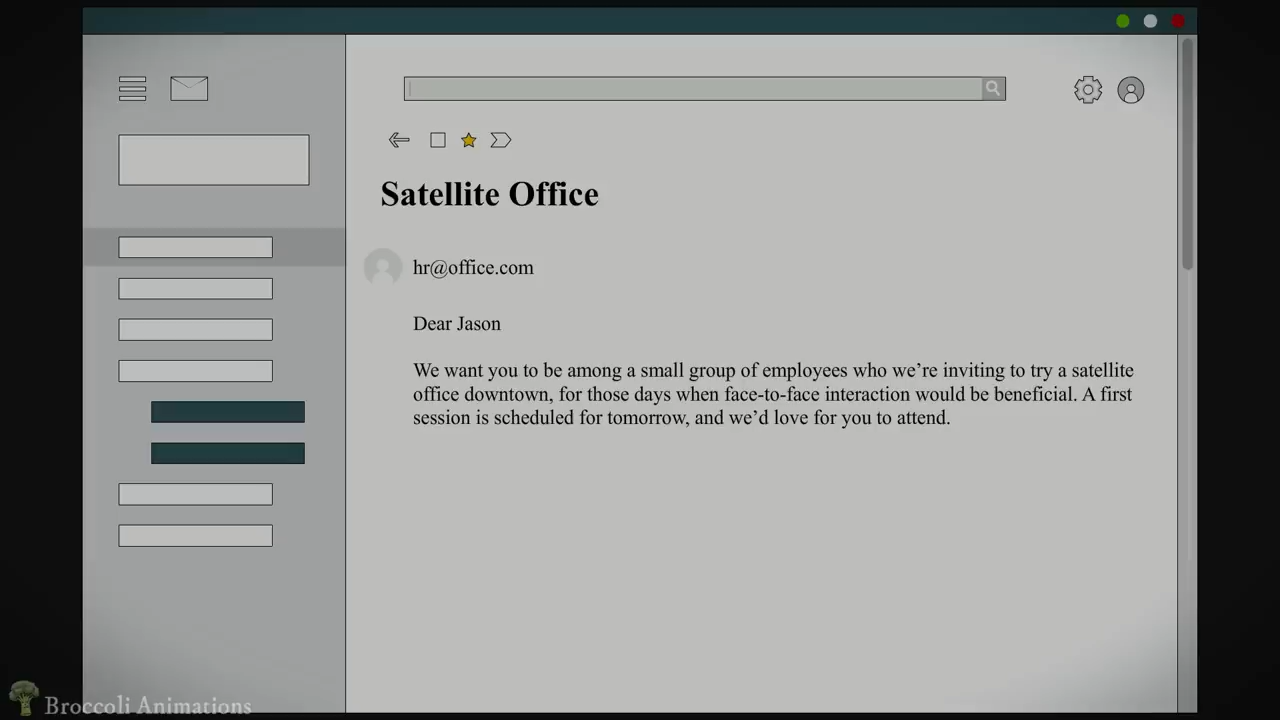 Satellite Office
hr@office.com
Dear Jason
We want you to be among a small group of employees who we’re inviting to try a satellite
office downtown, for those days when face-to-face interaction would be beneficial. A first
session is scheduled for tomorrow, and we’d love for you to attend.
Broccoli Animations